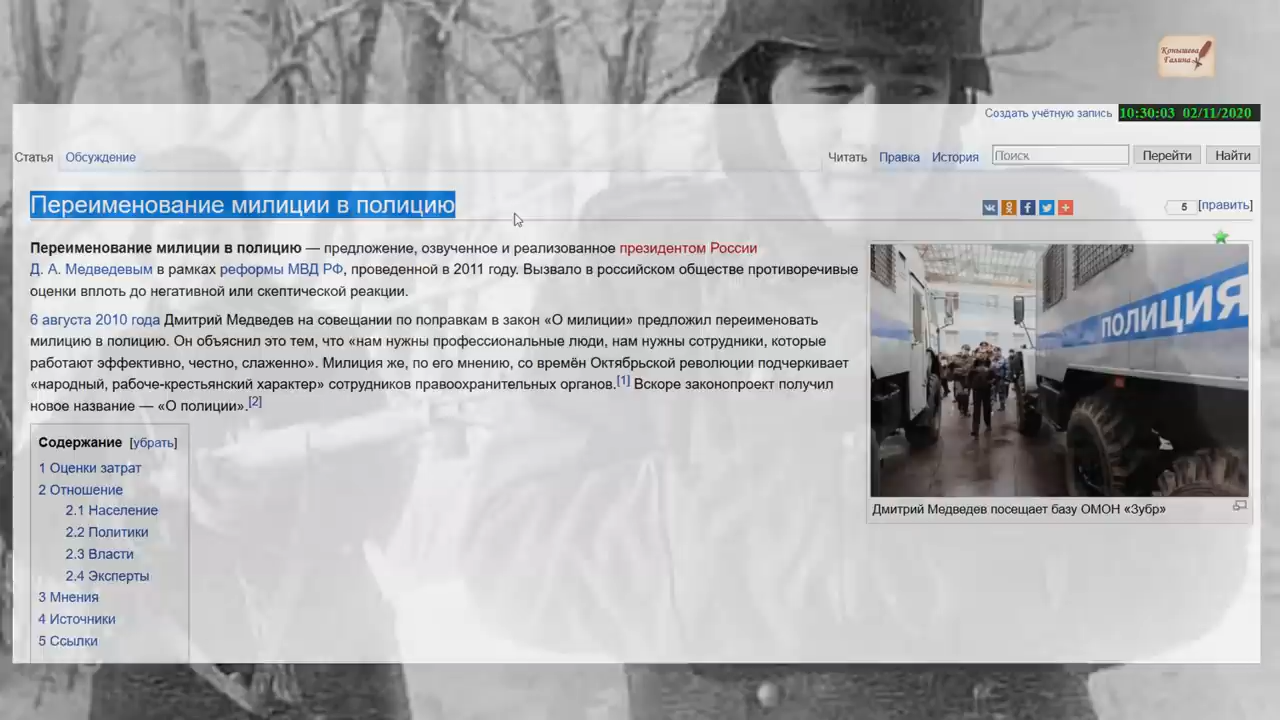 Конышева
Галина
Создать учётную запись 10:30:03 02/11/2020
Статья Обсуждение Читать Правка История Поиск Перейти Найти
Переименование милиции в полицию 5 [править]
Переименование милиции в полицию — предложение, озвученное и реализованное президентом России
Д. А. Медведевым в рамках реформы МВД РФ, проведенной в 2011 году. Вызвало в российском обществе противоречивые
оценки вплоть до негативной или скептической реакции.
6 августа 2010 года Дмитрий Медведев на совещании по поправкам в закон «О милиции» предложил переименовать
милицию в полицию. Он объяснил это тем, что «нам нужны профессиональные люди, нам нужны сотрудники, которые
работают эффективно, честно, слаженно». Милиция же, по его мнению, со времён Октябрьской революции подчеркивает
«народный, рабоче-крестьянский характер» сотрудников правоохранительных органов.[1] Вскоре законопроект получил
новое название — «О полиции».[2]
ПОЛИЦИЯ
Дмитрий Медведев посещает базу ОМОН «Зубр»
Содержание [убрать]
1 Оценки затрат
2 Отношение
2.1 Население
2.2 Политики
2.3 Власти
2.4 Эксперты
3 Мнения
4 Источники
5 Ссылки